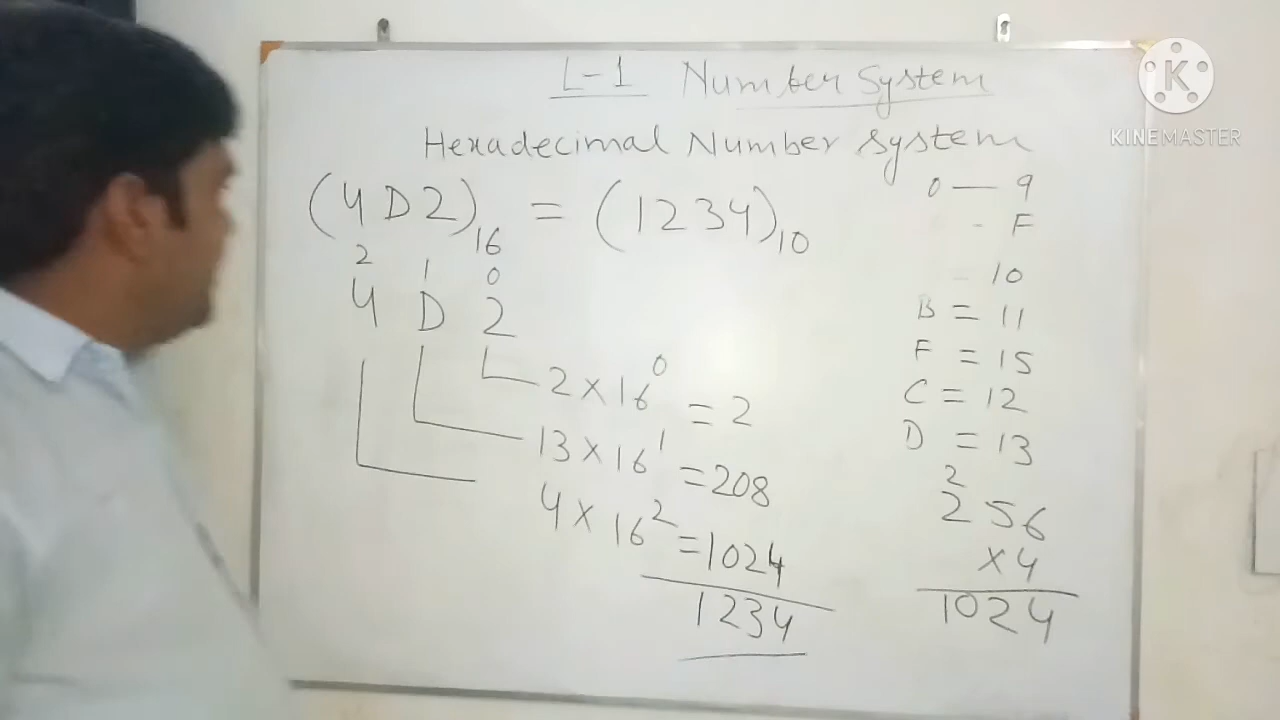 L-1 Number System
Hexadecimal Number System
(4D2)16 = (1234)10
2 1 0
4 D 2
2 × 16^0 = 2
13 × 16^1 = 208
4 × 16^2 = 1024
1234
0 — 9
- F
10
B = 11
F = 15
C = 12
D = 13
2
256
×4
1024
K
KINEMASTER